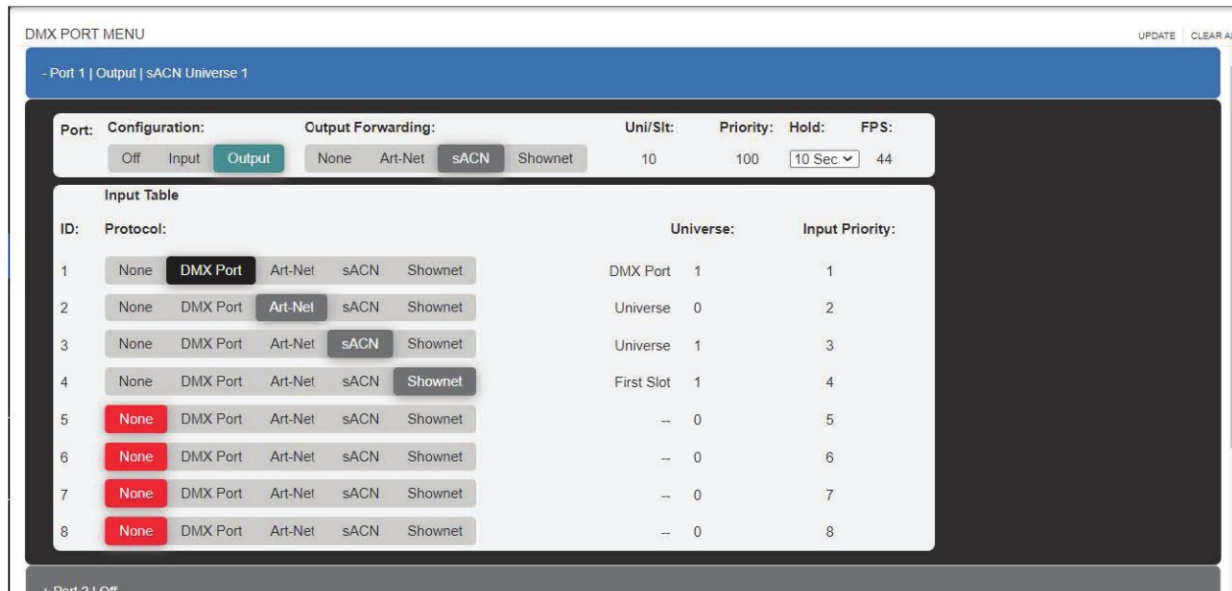 DMX PORT MENU
UPDATE CLEAR
- Port 1 | Output | sACN Universe 1
Port: Configuration: Output Forwarding: Uni/Slt: Priority: Hold: FPS:
Off Input Output None Art-Net sACN Shownet 10 100 10 Sec 44
Input Table
ID: Protocol: Universe: Input Priority:
1 None DMX Port Art-Net sACN Shownet DMX Port 1 1
2 None DMX Port Art-Net sACN Shownet Universe 0 2
3 None DMX Port Art-Net sACN Shownet Universe 1 3
4 None DMX Port Art-Net sACN Shownet First Slot 1 4
5 None DMX Port Art-Net sACN Shownet -- 0 5
6 None DMX Port Art-Net sACN Shownet -- 0 6
7 None DMX Port Art-Net sACN Shownet -- 0 7
8 None DMX Port Art-Net sACN Shownet -- 0 8
+ Port 2 | Off